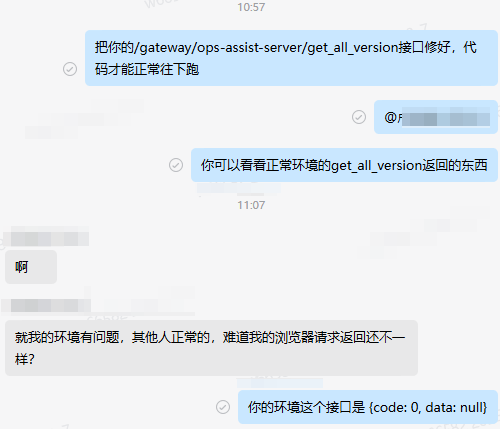 10:57
把你的/gateway/ops-assist-server/get_all_version接口修好，代
码才能正常往下跑
@
你可以看看正常环境的get_all_version返回的东西
11:07
啊
就我的环境有问题，其他人正常的，难道我的浏览器请求返回还不一
样？
你的环境这个接口是 {code: 0, data: null}